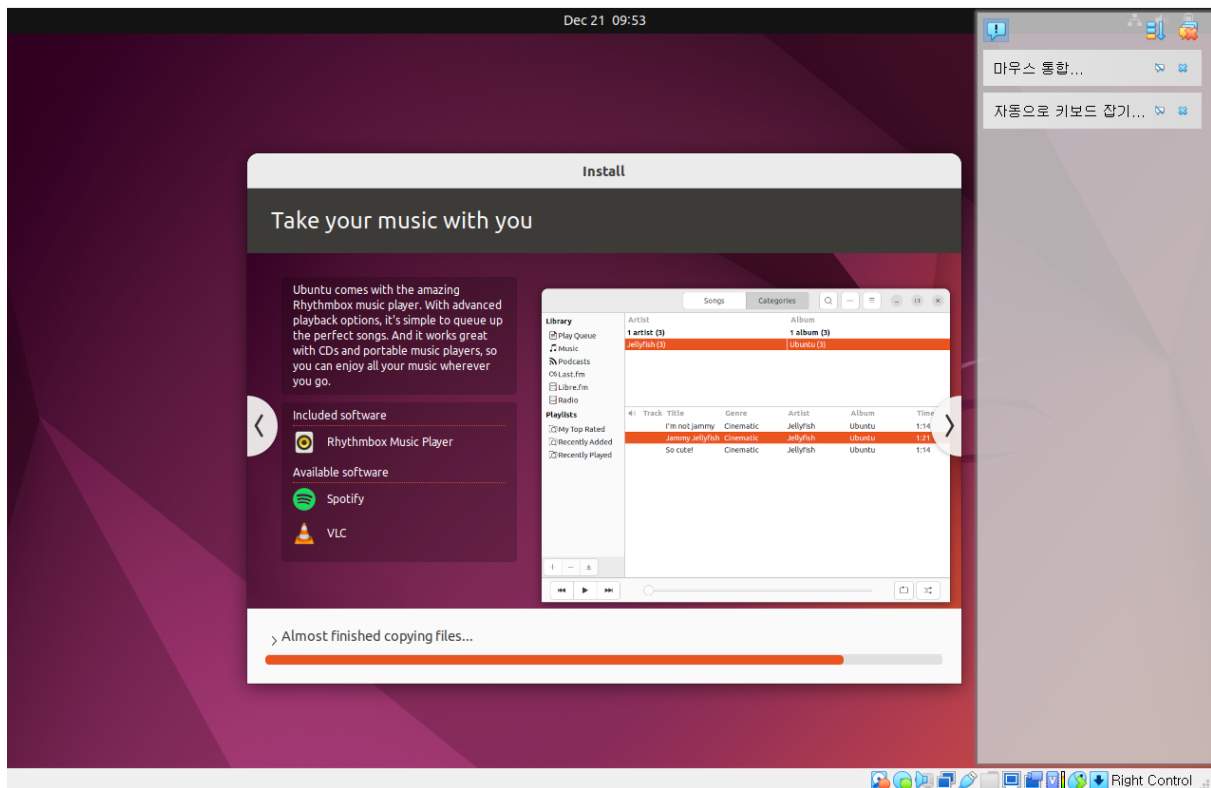 Dec 21 09:53
마우스 통합...
자동으로 키보드 잡기...
Install
Take your music with you
Ubuntu comes with the amazing
Rhythmbox music player. With advanced
playback options, it's simple to queue up
the perfect songs. And it works great
with CDs and portable music players, so
you can enjoy all your music wherever
you go.
Included software
Rhythmbox Music Player
Available software
Spotify
VLC
Songs Categories
Library
Play Queue
Music
Podcasts
Last.fm
Libre.fm
Radio
Playlists
My Top Rated
Recently Added
Recently Played
Artist Album
1 artist (3) 1 album (3)
Jellyfish (3) Ubuntu (3)
Track Title Genre Artist Album Time
I'm not jammy Cinematic Jellyfish Ubuntu 1:14
Jammy Jellyfish Cinematic Jellyfish Ubuntu 1:21
So cute! Cinematic Jellyfish Ubuntu 1:14
Almost finished copying files...
Right Control